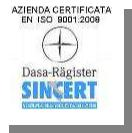 AZIENDA CERTIFICATA
EN ISO 9001:2008
Dasa-Rägister
SINCERT